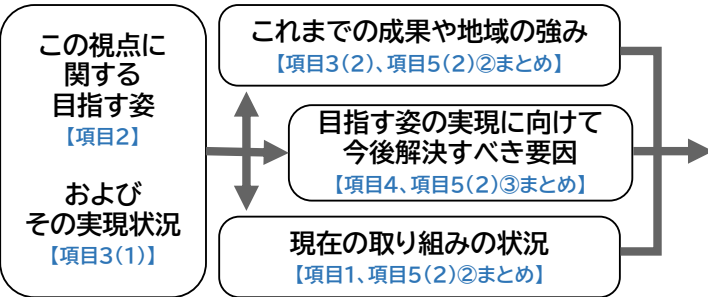 この視点に
関する
目指す姿
【項目2】
および
その実現状況
【項目3(1)】
これまでの成果や地域の強み
【項目3(2)、項目5(2)②まとめ】
目指す姿の実現に向けて
今後解決すべき要因
【項目4、項目5(2)③まとめ】
現在の取り組みの状況
【項目1、項目5(2)②まとめ】